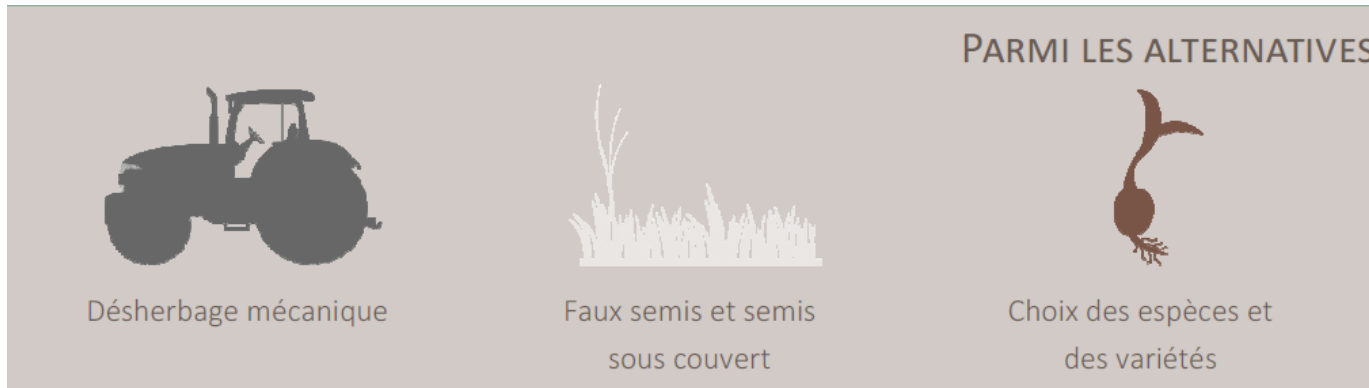 PARMI LES ALTERNATIVES
Désherbage mécanique
Faux semis et semis
sous couvert
Choix des espèces et
des variétés